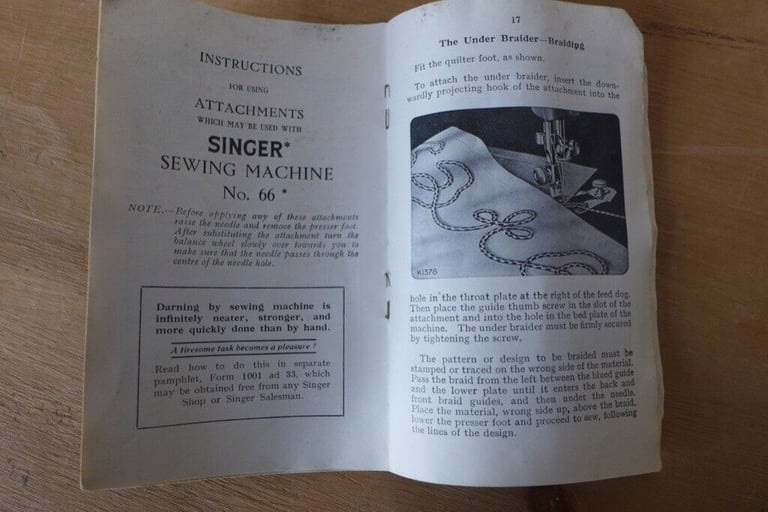 INSTRUCTIONS
FOR USING
ATTACHMENTS
WHICH MAY BE USED WITH
SINGER*
SEWING MACHINE
No. 66 *
NOTE.—Before applying any of these attachments
raise the needle and remove the presser foot.
After substituting the attachment turn the
balance wheel slowly over towards you to
make sure that the needle passes through the
centre of the needle hole.
Darning by sewing machine is
infinitely neater, stronger, and
more quickly done than by hand.
A tiresome task becomes a pleasure !
Read how to do this in separate
pamphlet, Form 1001 ad 33, which
may be obtained free from any Singer
Shop or Singer Salesman.
17
The Under Braider—Braiding
Fit the quilter foot, as shown.
To attach the under braider, insert the down-
wardly projecting hook of the attachment into the
K1378
hole in the throat plate at the right of the feed dog.
Then place the guide thumb screw in the slot of the
attachment and into the hole in the bed plate of the
machine. The under braider must be firmly secured
by tightening the screw.
The pattern or design to be braided must be
stamped or traced on the wrong side of the material.
Pass the braid from the left between the blued guide
and the lower plate until it enters the back and
front braid guides, and then under the needle.
Place the material, wrong side up, above the braid,
lower the presser foot and proceed to sew, following
the lines of the design.